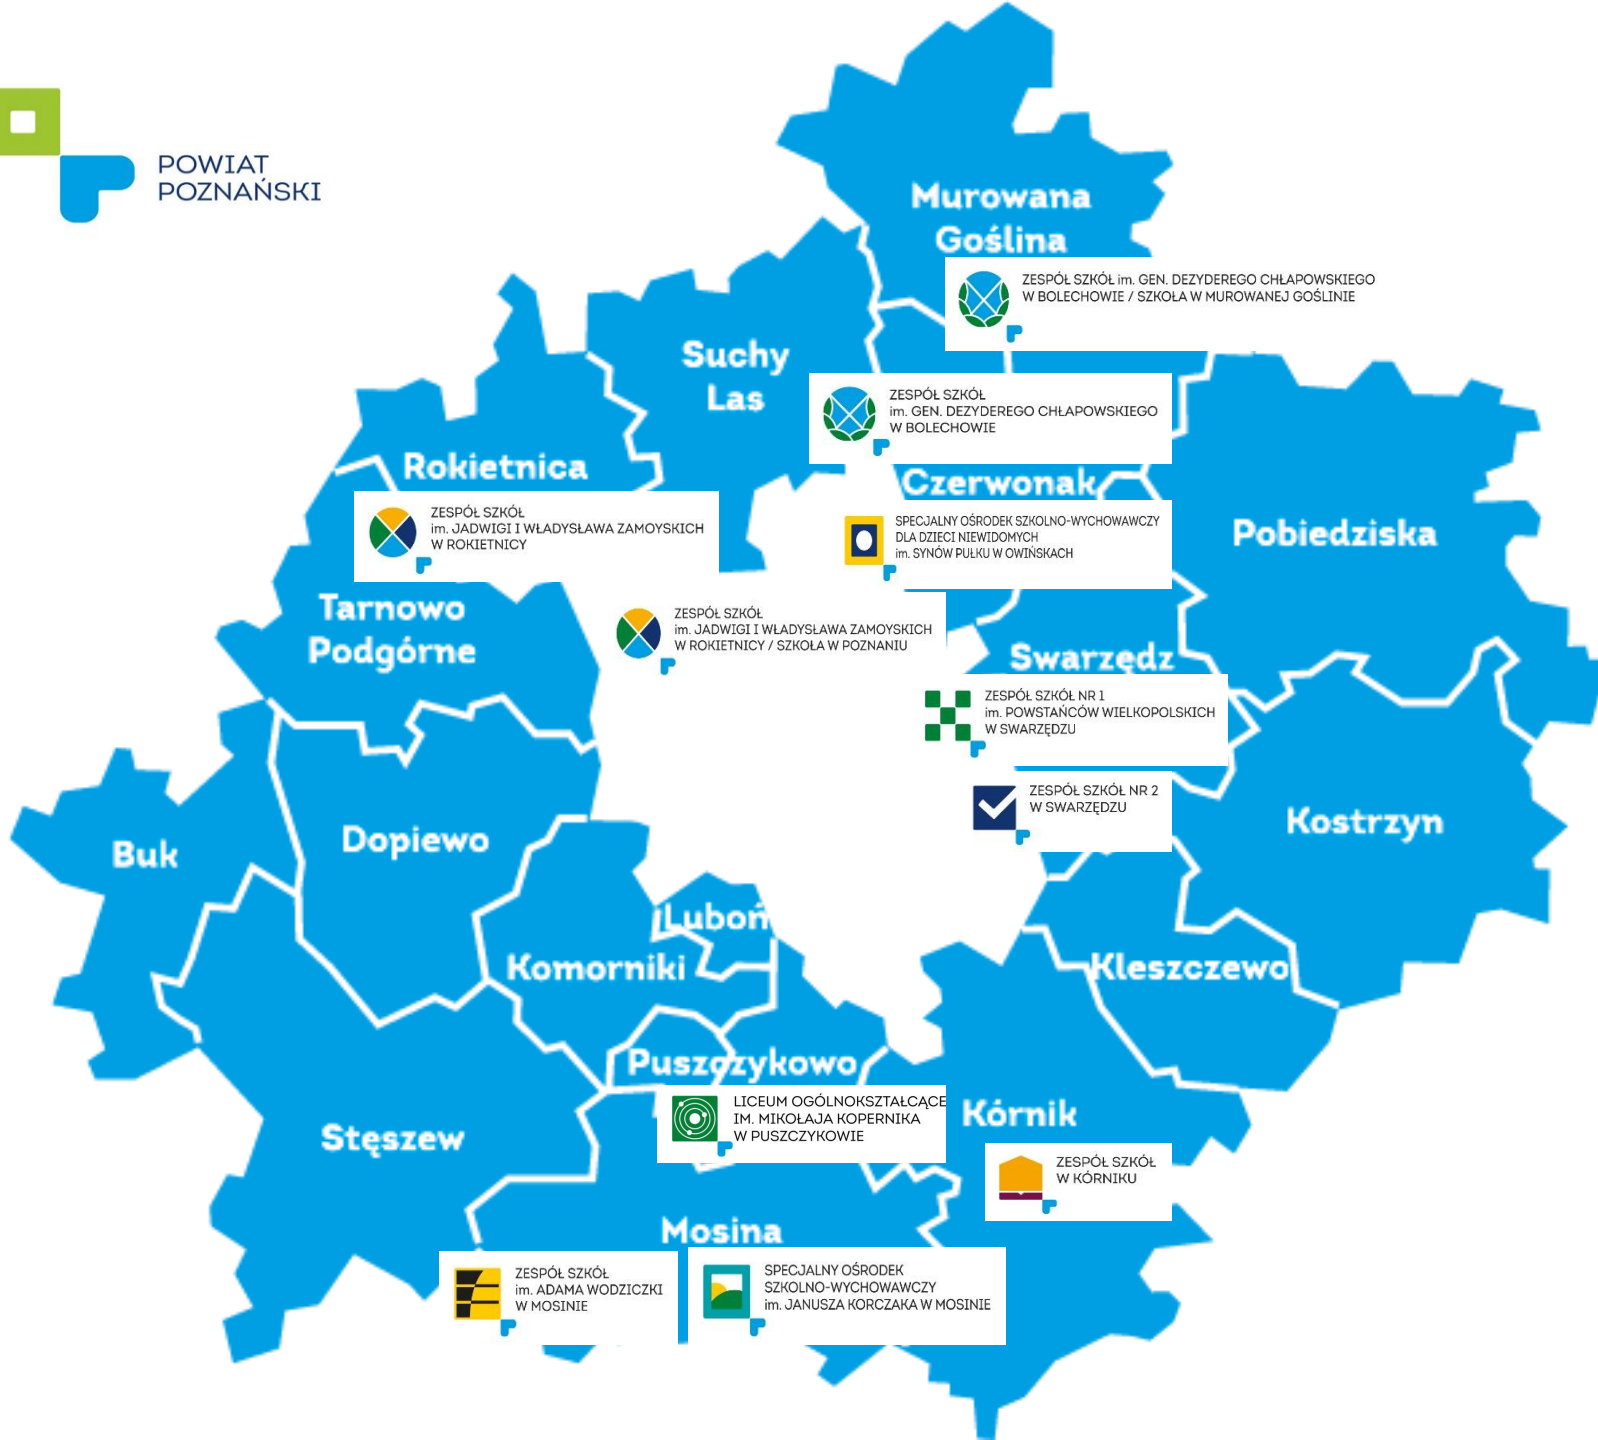 POWIAT
POZNAŃSKI
Murowana
Goślina
ZESPÓŁ SZKÓŁ im. GEN. DEZYDEREGO CHŁAPOWSKIEGO
W BOLECHOWIE / SZKOŁA W MUROWANEJ GOŚLINIE
Suchy
Las
ZESPÓŁ SZKÓŁ
im. GEN. DEZYDEREGO CHŁAPOWSKIEGO
W BOLECHOWIE
Rokietnica
Czerwonak
ZESPÓŁ SZKÓŁ
im. JADWIGI I WŁADYSŁAWA ZAMOYSKICH
W ROKIETNICY
SPECJALNY OŚRODEK SZKOLNO-WYCHOWAWCZY
DLA DZIECI NIEWIDOMYCH
im. SYNÓW PUŁKU W OWIŃSKACH
Pobiedziska
Tarnowo
Podgórne
ZESPÓŁ SZKÓŁ
im. JADWIGI I WŁADYSŁAWA ZAMOYSKICH
W ROKIETNICY / SZKOŁA W POZNANIU
Swarzędz
ZESPÓŁ SZKÓŁ NR 1
im. POWSTAŃCÓW WIELKOPOLSKICH
W SWARZĘDZU
ZESPÓŁ SZKÓŁ NR 2
W SWARZĘDZU
Kostrzyn
Buk
Dopiewo
Luboń
Komorniki
Kleszczewo
Puszczykowo
LICEUM OGÓLNOKSZTAŁCĄCE
IM. MIKOŁAJA KOPERNIKA
W PUSZCZYKOWIE
Kórnik
Stęszew
ZESPÓŁ SZKÓŁ
W KÓRNIKU
Mosina
ZESPÓŁ SZKÓŁ
im. ADAMA WODZICZKI
W MOSINIE
SPECJALNY OŚRODEK
SZKOLNO-WYCHOWAWCZY
im. JANUSZA KORCZAKA W MOSINIE